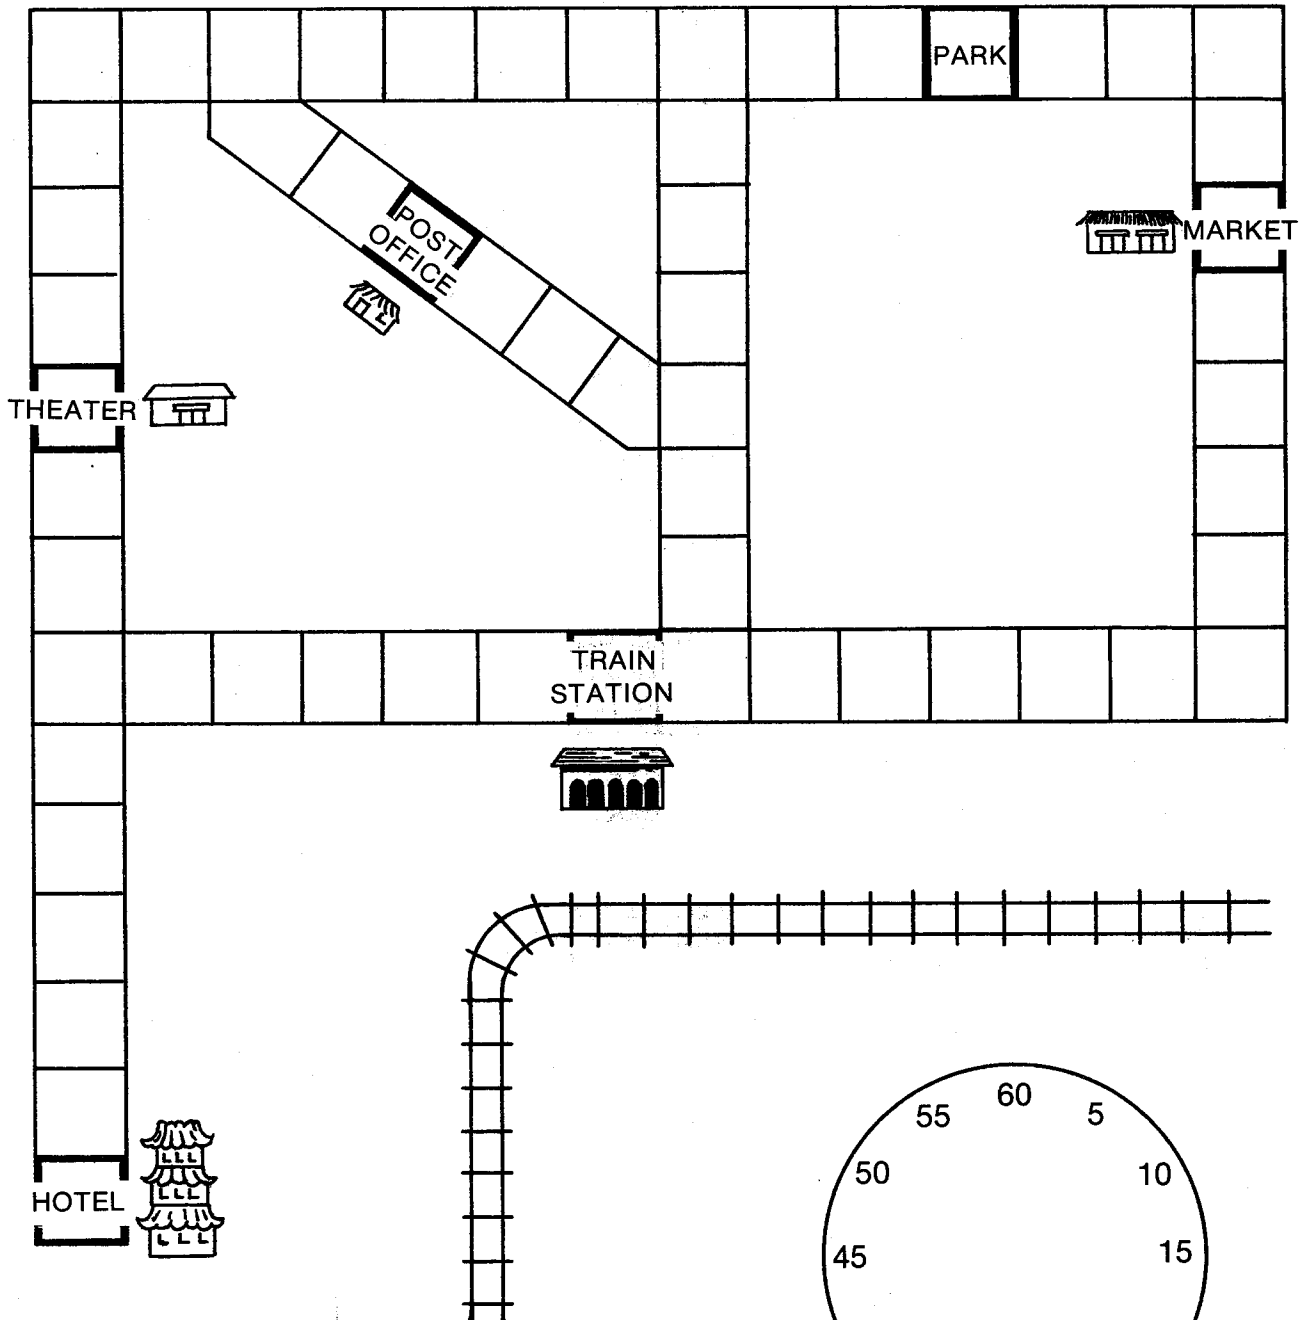 PARK
POST
OFFICE
MARKET
THEATER
TRAIN
STATION
HOTEL
60
55
5
50
10
45
15